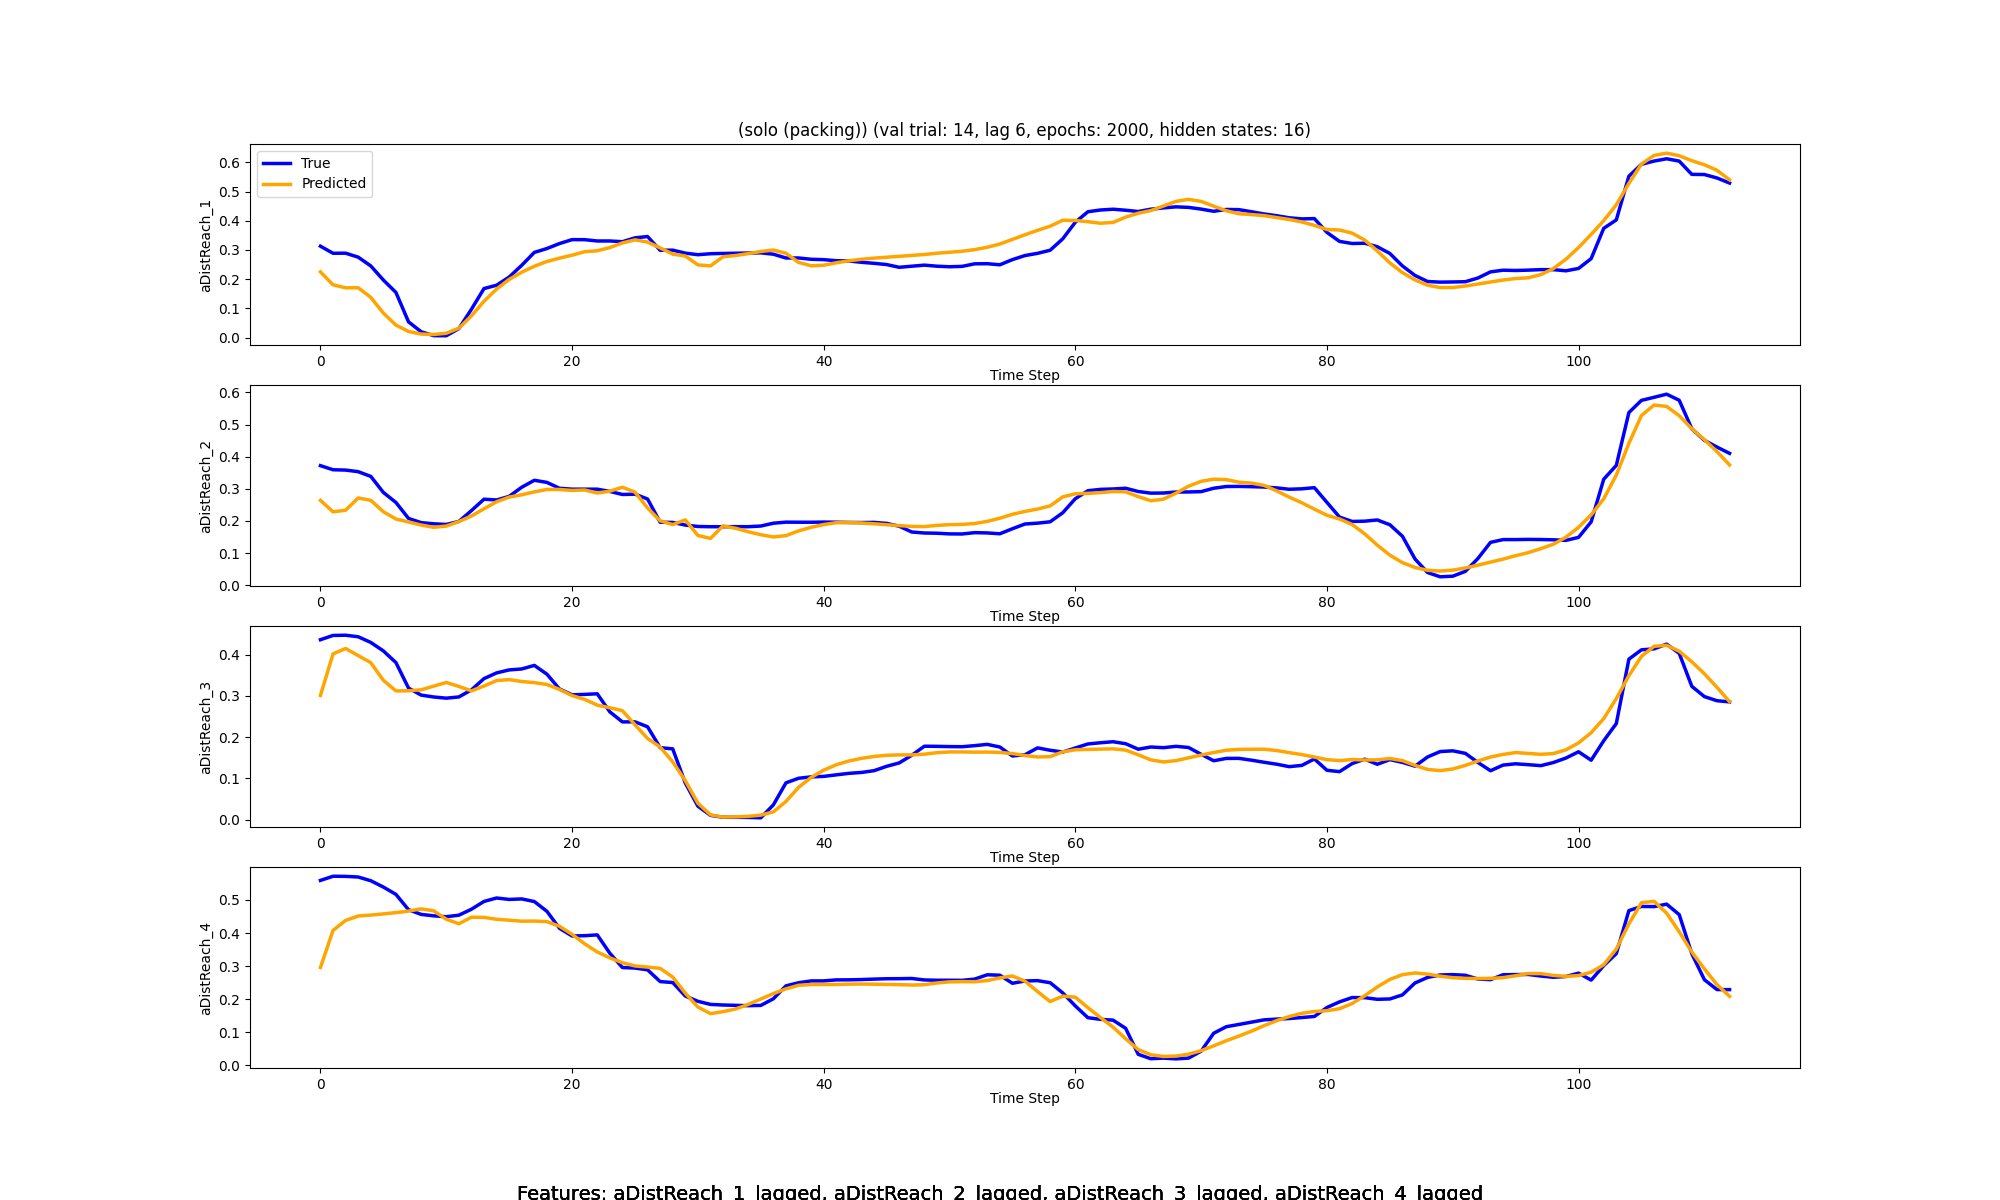 (solo (packing)) (val trial: 14, lag 6, epochs: 2000, hidden states: 16)
True
Predicted
aDistReach_1
0.6
0.5
0.4
0.3
0.2
0.1
0.0
0 20 40 60 80 100
Time Step
aDistReach_2
0.6
0.5
0.4
0.3
0.2
0.1
0.0
0 20 40 60 80 100
Time Step
aDistReach_3
0.4
0.3
0.2
0.1
0.0
0 20 40 60 80 100
Time Step
aDistReach_4
0.5
0.4
0.3
0.2
0.1
0.0
0 20 40 60 80 100
Time Step
Features: aDistReach_1_lagged, aDistReach_2_lagged, aDistReach_3_lagged, aDistReach_4_lagged